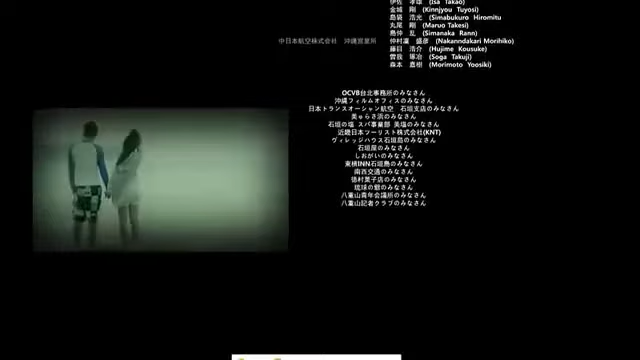 伊佐 孝雄 (Isa Takao)
金城 剛 (Xinnjyou Tuyosi)
島袋 浩光 (Simabukuro Hiromitu
丸尾 剛 (Maruo Takesi)
島仲 乱 (Simanaka Rann)
中日本航空株式会社 沖縄営業所 仲村渠 盛彦 (Nakanndakari Morihiko)
藤目 浩介 (Hujime Kousuke)
曽我 琢冶 (Soga Takuji)
森本 嘉樹 (Morimoto Yoosiki)
OCVB台北事務所のみなさん
沖縄フィルムオフィスのみなさん
日本トランスオーシャン航空 石垣支店のみなさん
美ゅらさ浜のみなさん
石垣の塩 スパ事業部 美塩のみなさん
近畿日本ツーリスト株式会社(KNT)
ヴィレッジハウス石垣島のみなさん
石垣屋のみなさん
しおがいのみなさん
東横INN石垣島のみなさん
南西交通のみなさん
徳村菓子店のみなさん
琉球の爺のみなさん
八重山青年会議所のみなさん
八重山記者クラブのみなさん